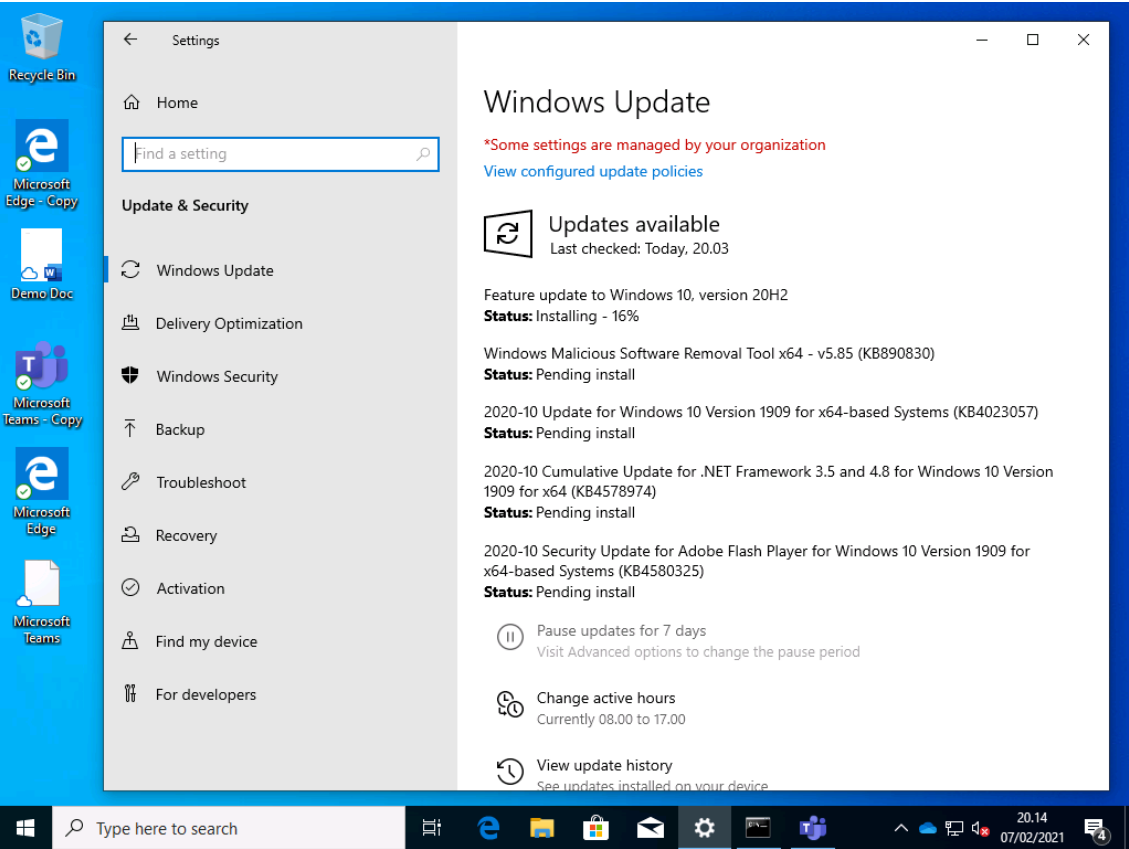 Recycle Bin
Microsoft
Edge - Copy
Demo Doc
Microsoft
Teams - Copy
Microsoft
Edge
Microsoft
Teams
Settings
Home
Find a setting
Update & Security
Windows Update
Delivery Optimization
Windows Security
Backup
Troubleshoot
Recovery
Activation
Find my device
For developers
Windows Update
*Some settings are managed by your organization
View configured update policies
Updates available
Last checked: Today, 20.03
Feature update to Windows 10, version 20H2
Status: Installing - 16%
Windows Malicious Software Removal Tool x64 - v5.85 (KB890830)
Status: Pending install
2020-10 Update for Windows 10 Version 1909 for x64-based Systems (KB4023057)
Status: Pending install
2020-10 Cumulative Update for .NET Framework 3.5 and 4.8 for Windows 10 Version
1909 for x64 (KB4578974)
Status: Pending install
2020-10 Security Update for Adobe Flash Player for Windows 10 Version 1909 for
x64-based Systems (KB4580325)
Status: Pending install
Pause updates for 7 days
Visit Advanced options to change the pause period
Change active hours
Currently 08.00 to 17.00
View update history
See updates installed on your device
Type here to search
20.14
07/02/2021
4